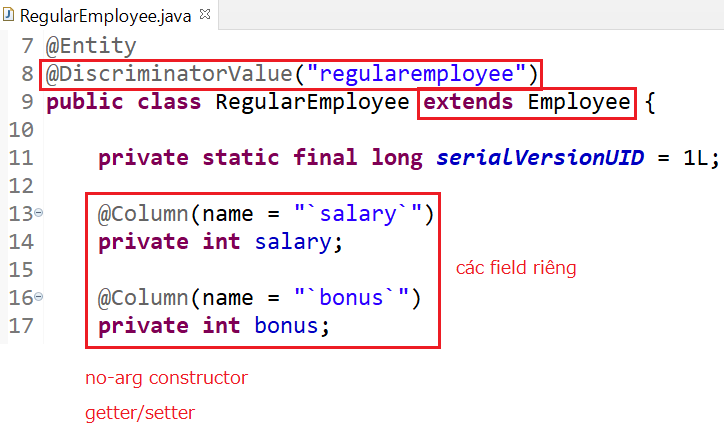 RegularEmployee.java
7 @Entity
8 @DiscriminatorValue("regularemployee")
9 public class RegularEmployee extends Employee {
10
11 private static final long serialVersionUID = 1L;
12
13 @Column(name = "`salary`")
14 private int salary;
15
các field riêng
16 @Column(name = "`bonus`")
17 private int bonus;
no-arg constructor
getter/setter